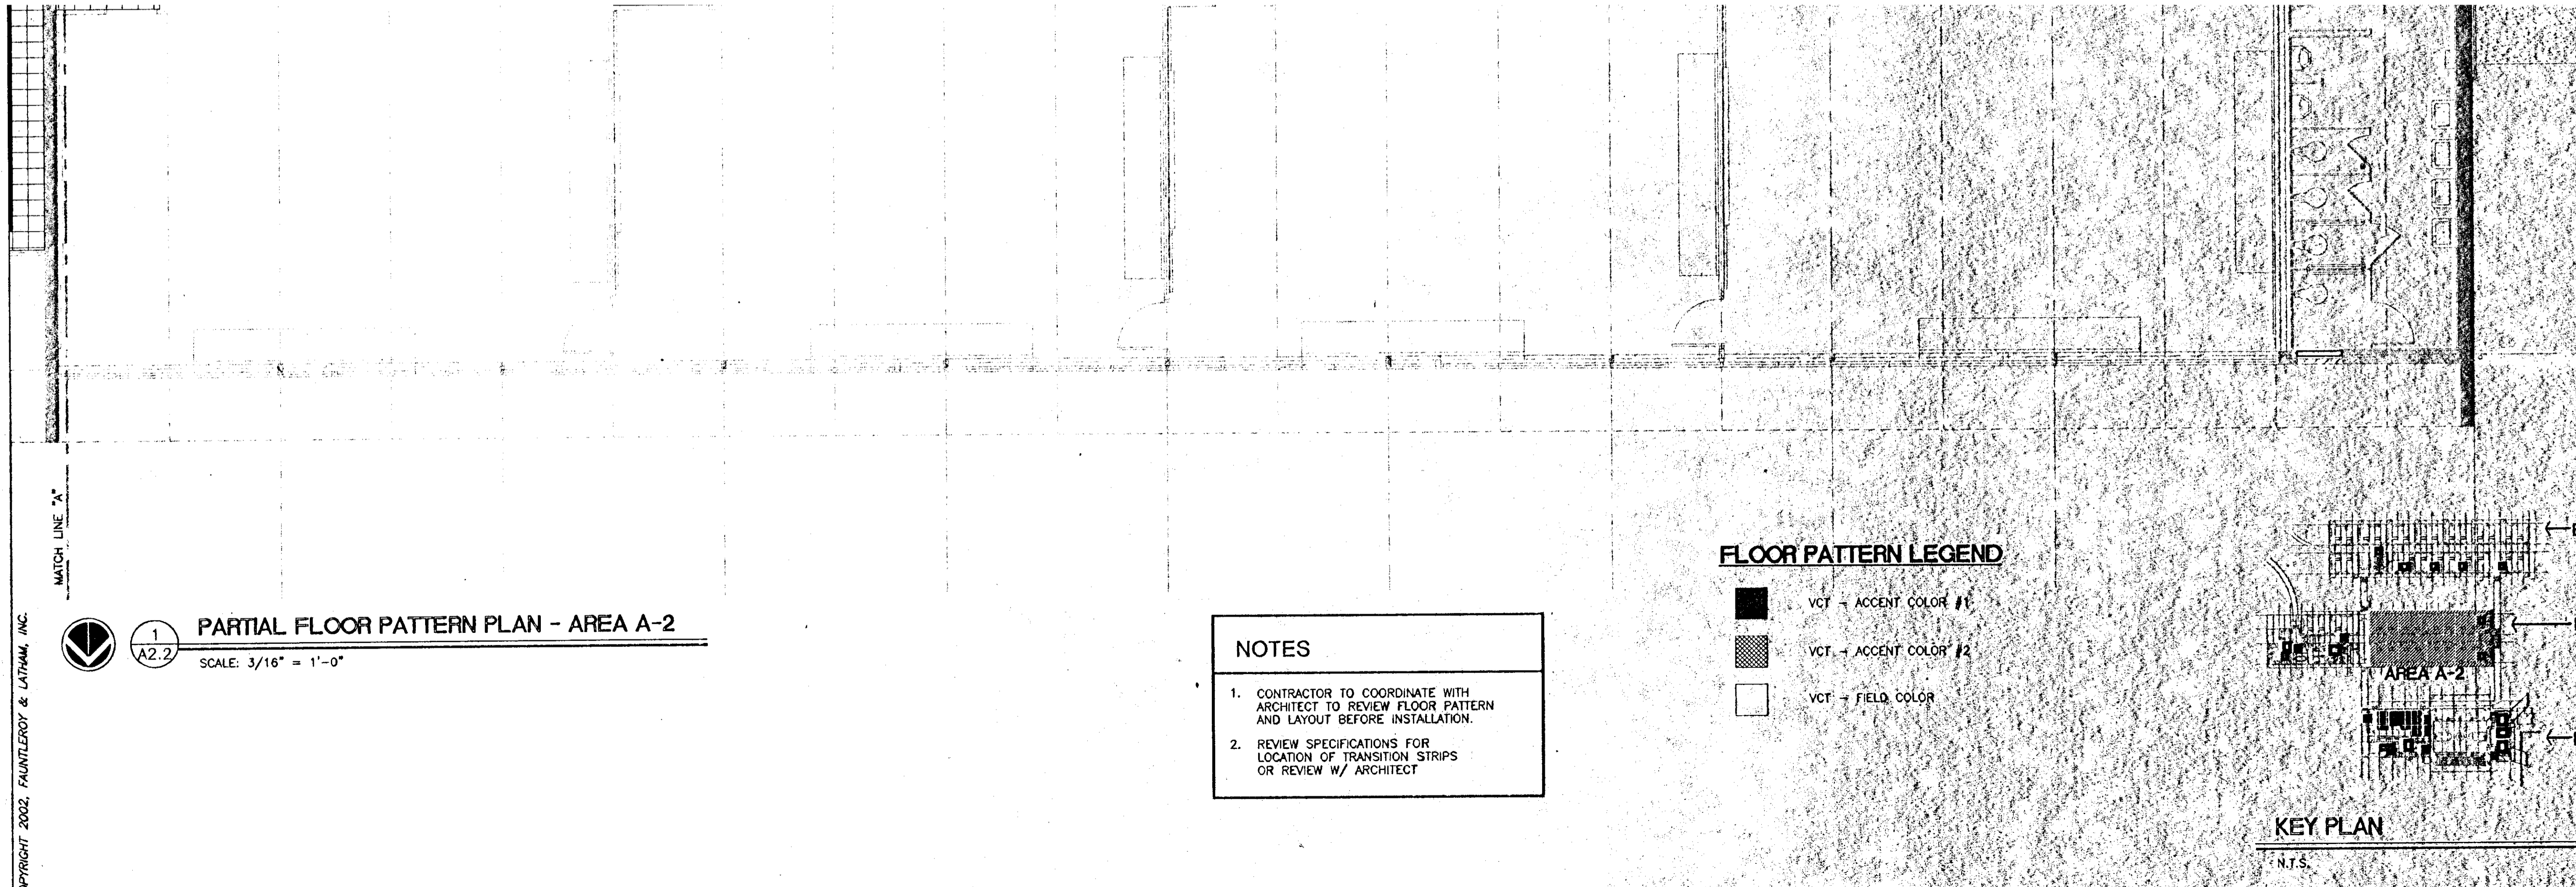 MATCH LINE "A"
PYRIGHT 2002, FAUNTLEROY & LATHAM, INC.
1
A2.2
PARTIAL FLOOR PATTERN PLAN - AREA A-2
SCALE: 3/16" = 1'-0"
NOTES
1. CONTRACTOR TO COORDINATE WITH
ARCHITECT TO REVIEW FLOOR PATTERN
AND LAYOUT BEFORE INSTALLATION.
2. REVIEW SPECIFICATIONS FOR
LOCATION OF TRANSITION STRIPS
OR REVIEW W/ ARCHITECT
FLOOR PATTERN LEGEND
VCT - ACCENT COLOR #1
VCT - ACCENT COLOR #2
VCT - FIELD COLOR
AREA A-2
KEY PLAN
N.T.S.